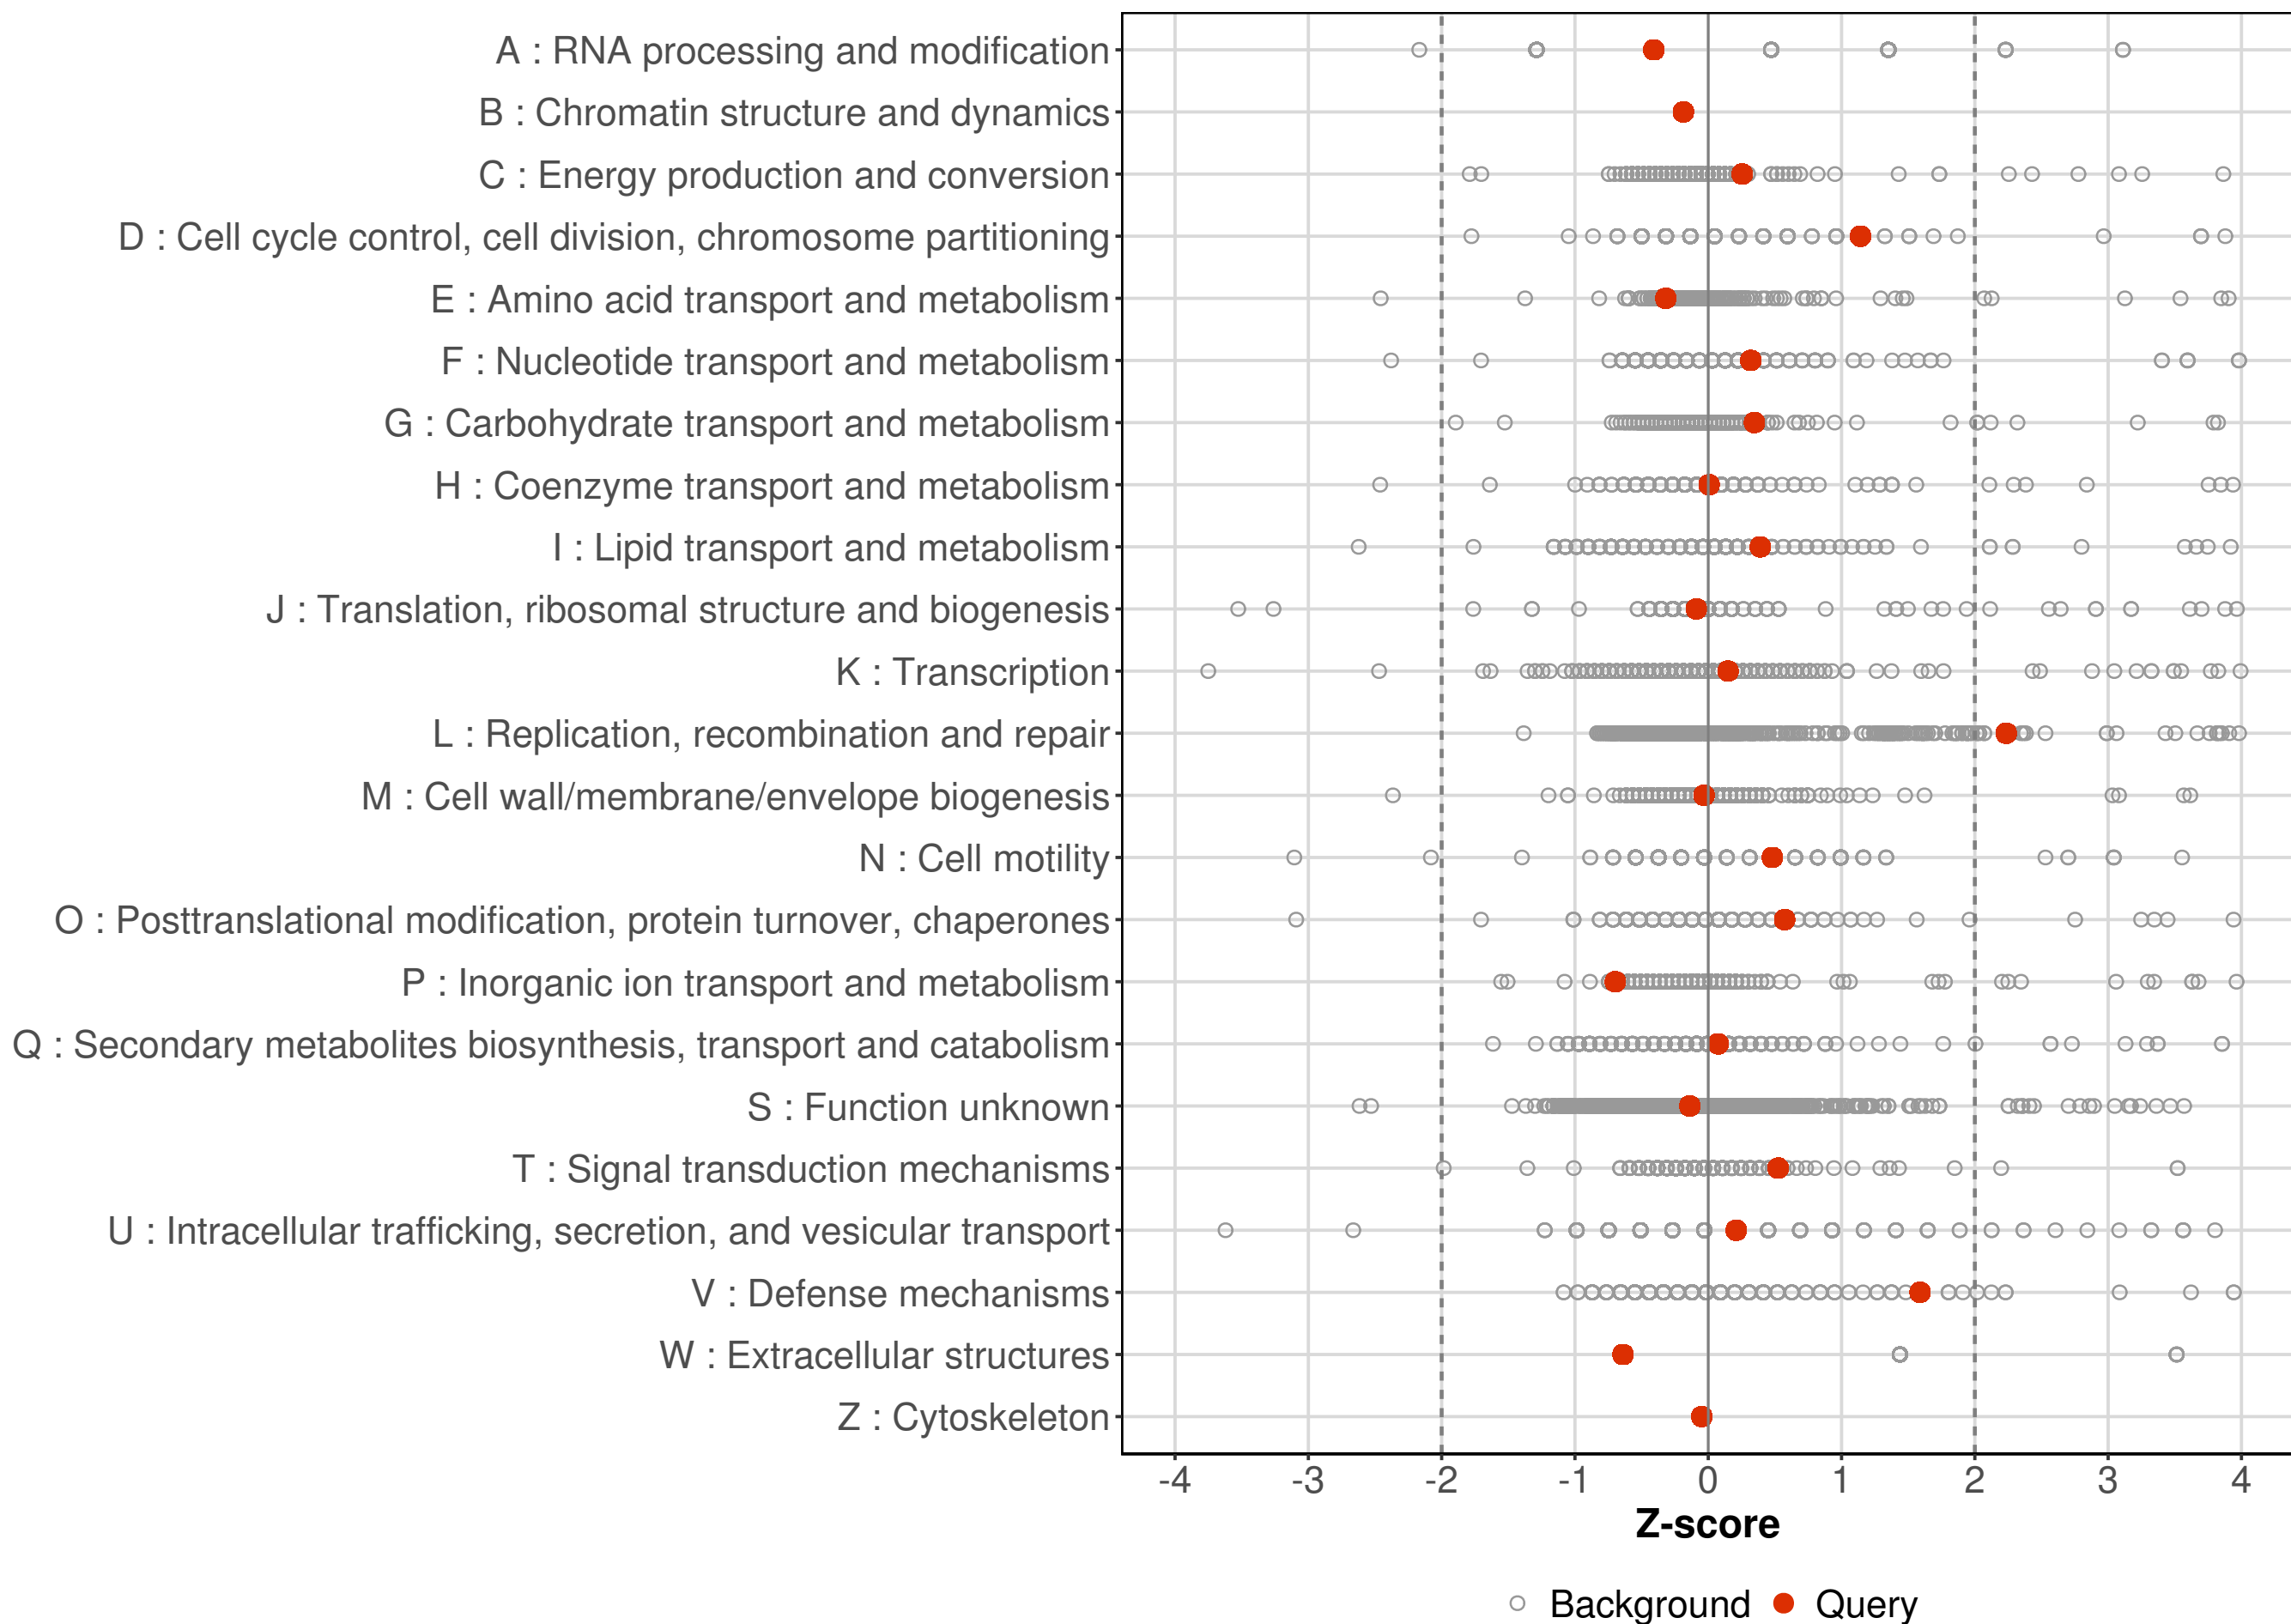 A : RNA processing and modification
B : Chromatin structure and dynamics
C : Energy production and conversion
D : Cell cycle control, cell division, chromosome partitioning
E : Amino acid transport and metabolism
F : Nucleotide transport and metabolism
G : Carbohydrate transport and metabolism
H : Coenzyme transport and metabolism
I : Lipid transport and metabolism
J : Translation, ribosomal structure and biogenesis
K : Transcription
L : Replication, recombination and repair
M : Cell wall/membrane/envelope biogenesis
N : Cell motility
O : Posttranslational modification, protein turnover, chaperones
P : Inorganic ion transport and metabolism
Q : Secondary metabolites biosynthesis, transport and catabolism
S : Function unknown
T : Signal transduction mechanisms
U : Intracellular trafficking, secretion, and vesicular transport
V : Defense mechanisms
W : Extracellular structures
Z : Cytoskeleton
-4 -3 -2 -1 0 1 2 3 4
Z-score
Background Query